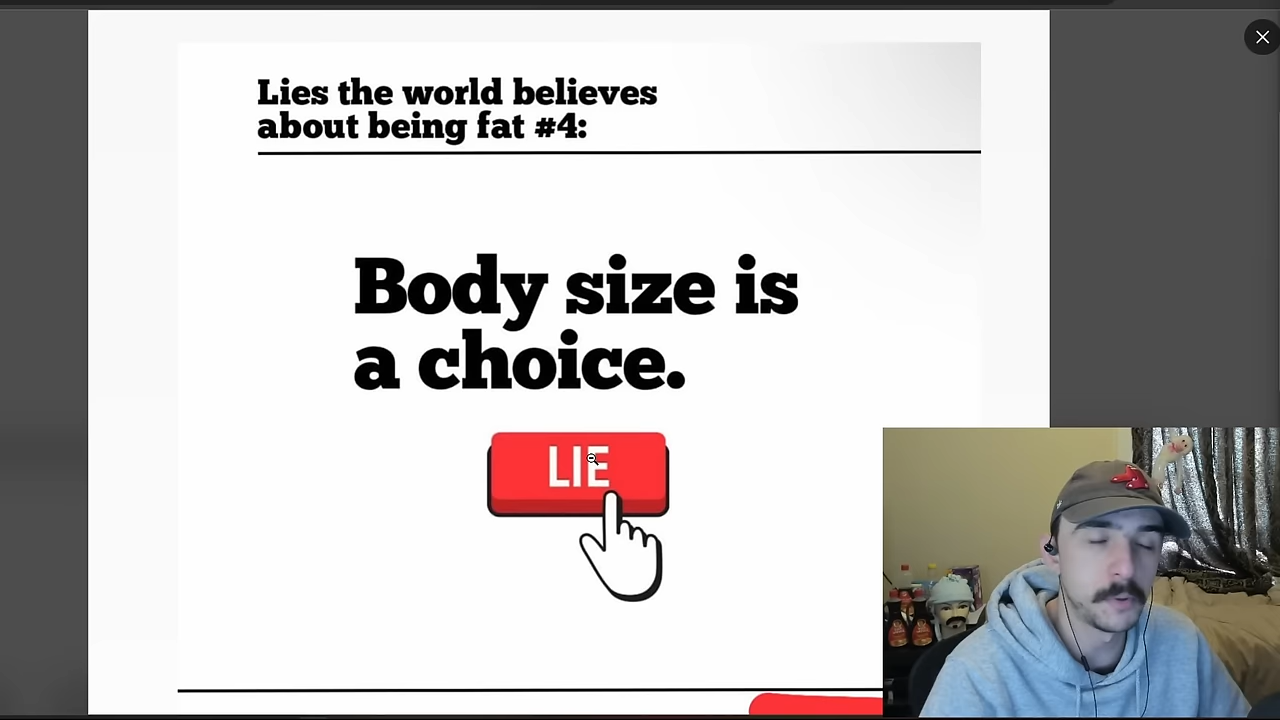 Lies the world believes
about being fat #4:
Body size is
a choice.
LIE